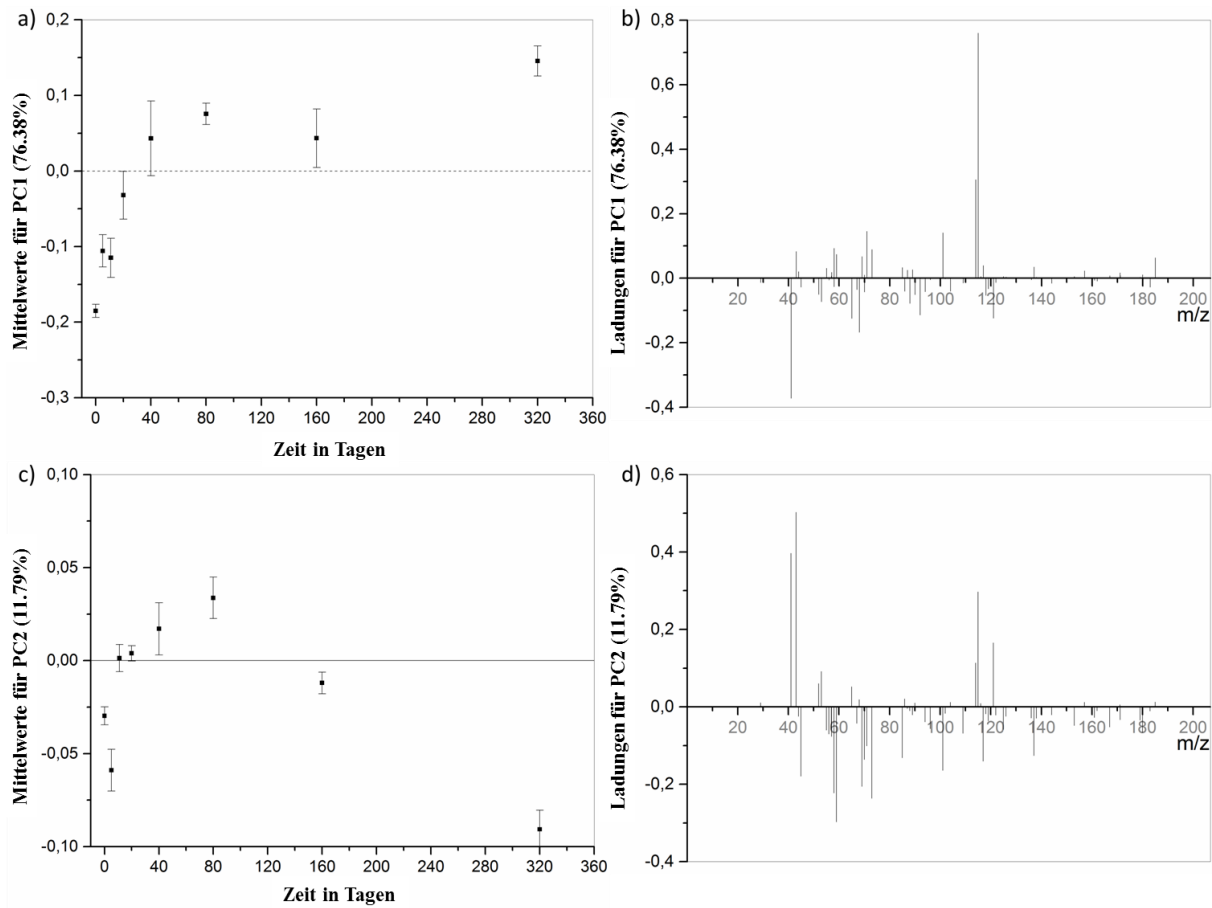 a)
Mittelwerte für PC1 (76.38%)
0,2
0,1
0,0
-0,1
-0,2
-0,3
0 40 80 120 160 200 240 280 320 360
Zeit in Tagen
b)
Ladungen für PC1 (76.38%)
0,8
0,6
0,4
0,2
0,0
-0,2
-0,4
20 40 60 80 100 120 140 160 180 200
m/z
c)
Mittelwerte für PC2 (11.79%)
0,10
0,05
0,00
-0,05
-0,10
0 40 80 120 160 200 240 280 320 360
Zeit in Tagen
d)
Ladungen für PC2 (11.79%)
0,6
0,4
0,2
0,0
-0,2
-0,4
20 40 60 80 100 120 140 160 180 200
m/z